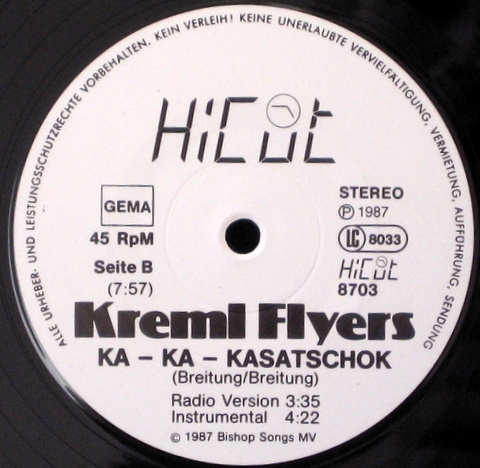 ALLE URHEBER- UND LEISTUNGSSCHUTZRECHTE VORBEHALTEN. KEIN VERLEIH! KEINE UNERLAUBTE VERVIELFÄLTIGUNG, VERMIETUNG, AUFFÜHRUNG, SENDUNG
HiCut
GEMA
45 RpM
Seite B
(7:57)
STEREO
Ⓟ 1987
LC 8033
HiCut
8703
Kreml Flyers
KA – KA – KASATSCHOK
(Breitung/Breitung)
Radio Version 3:35
Instrumental 4:22
© 1987 Bishop Songs MV